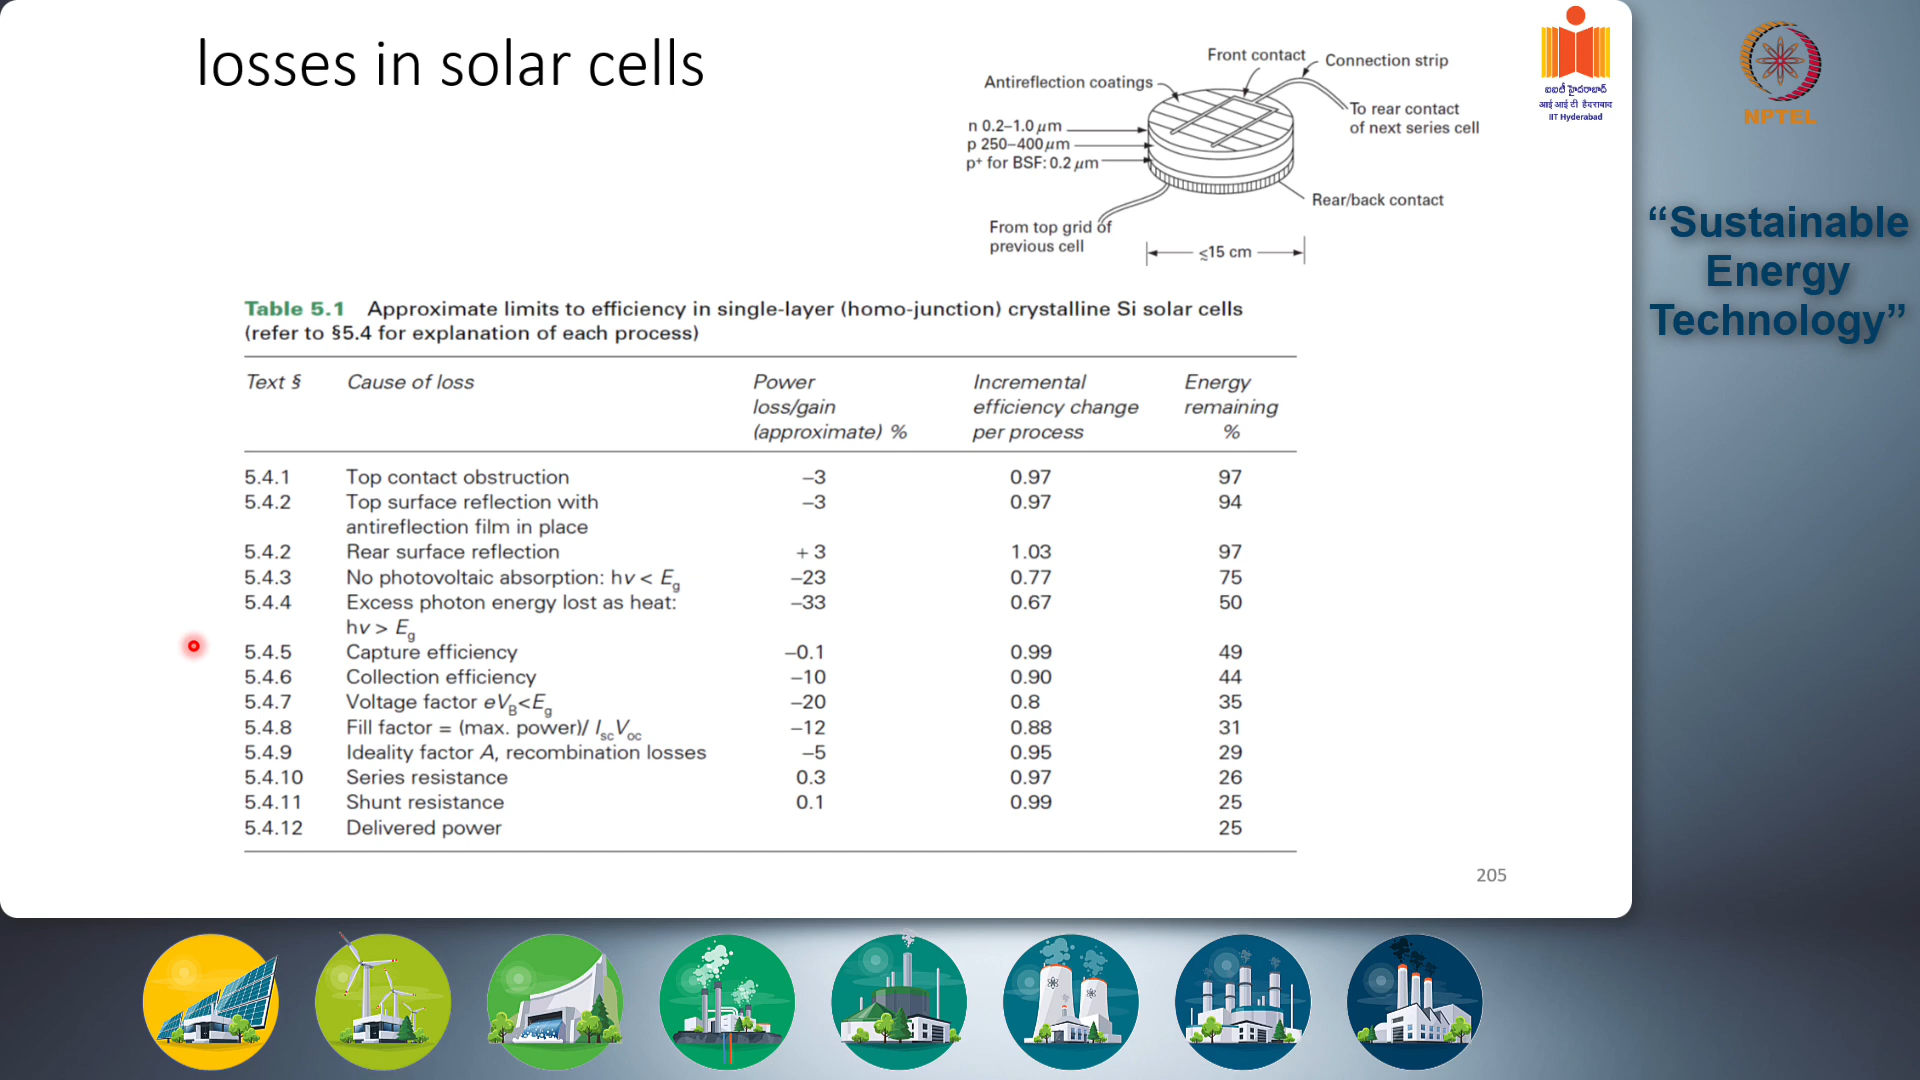 losses in solar cells
Front contact
Connection strip
Antireflection coatings
To rear contact
of next series cell
n 0.2–1.0 μm
p 250–400 μm
p⁺ for BSF: 0.2 μm
Rear/back contact
From top grid of
previous cell
≲15 cm
ఐఐటీ హైదరాబాద్
आई आई टी हैदराबाद
IIT Hyderabad
NPTEL
“Sustainable
Energy
Technology”
Table 5.1 Approximate limits to efficiency in single-layer (homo-junction) crystalline Si solar cells
(refer to §5.4 for explanation of each process)
Text § Cause of loss Power Incremental Energy
loss/gain efficiency change remaining
(approximate) % per process %
5.4.1 Top contact obstruction –3 0.97 97
5.4.2 Top surface reflection with –3 0.97 94
antireflection film in place
5.4.2 Rear surface reflection + 3 1.03 97
5.4.3 No photovoltaic absorption: hν < Eg –23 0.77 75
5.4.4 Excess photon energy lost as heat: –33 0.67 50
hν > Eg
5.4.5 Capture efficiency –0.1 0.99 49
5.4.6 Collection efficiency –10 0.90 44
5.4.7 Voltage factor eVB<Eg –20 0.8 35
5.4.8 Fill factor = (max. power)/ IscVoc –12 0.88 31
5.4.9 Ideality factor A, recombination losses –5 0.95 29
5.4.10 Series resistance 0.3 0.97 26
5.4.11 Shunt resistance 0.1 0.99 25
5.4.12 Delivered power 25
205